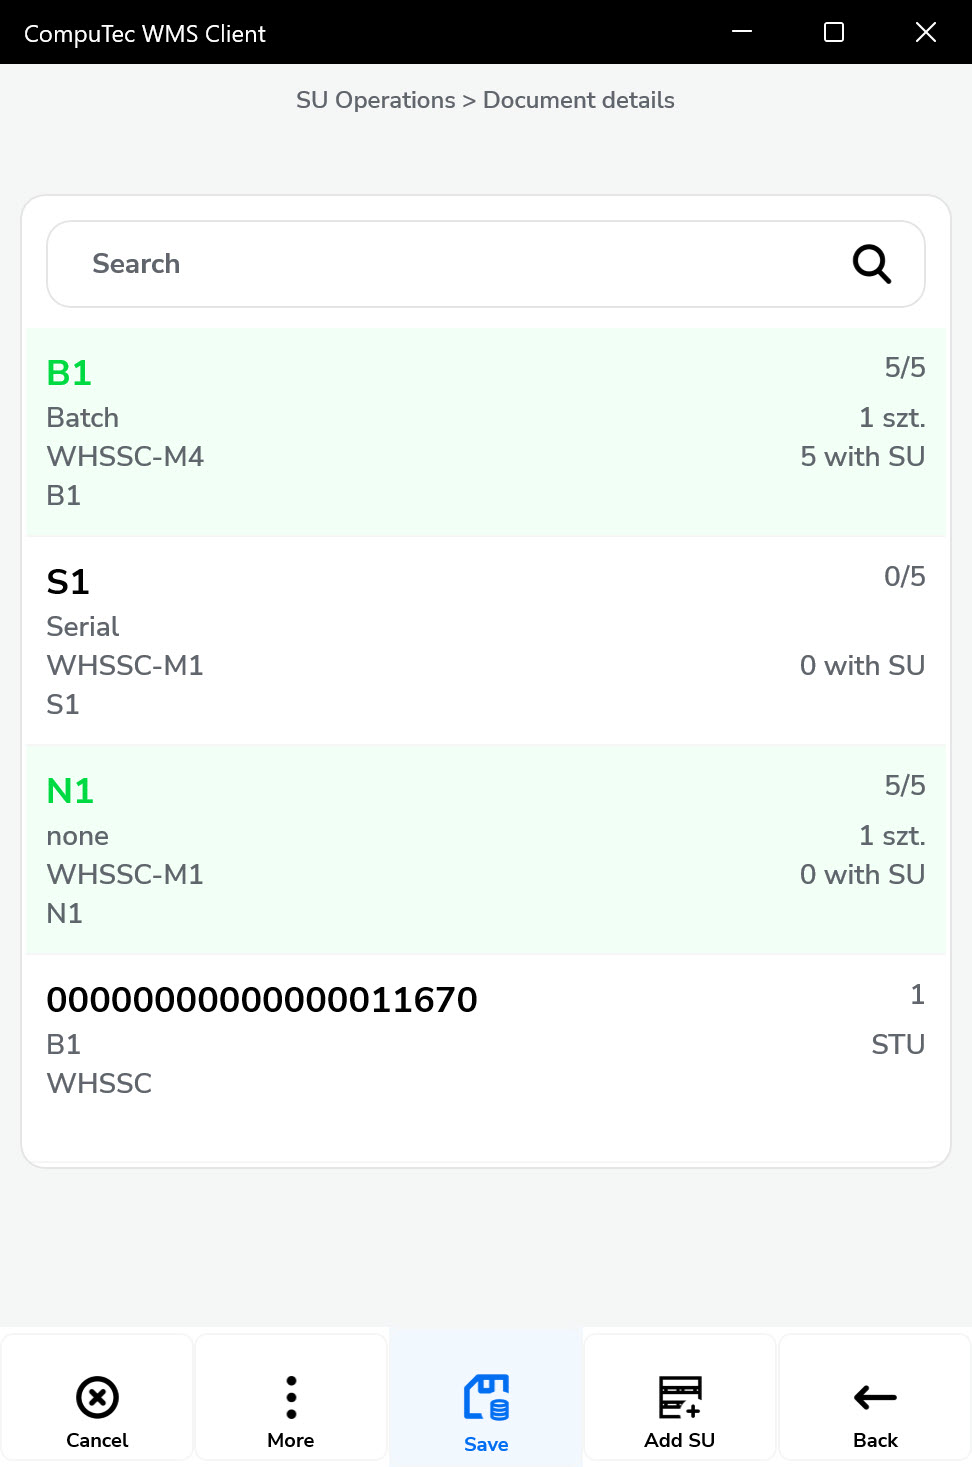 CompuTec WMS Client
SU Operations > Document details
Search
B1 5/5
Batch 1 szt.
WHSSC-M4 5 with SU
B1
S1 0/5
Serial
WHSSC-M1 0 with SU
S1
N1 5/5
none 1 szt.
WHSSC-M1 0 with SU
N1
00000000000000011670 1
B1 STU
WHSSC
Cancel More Save Add SU Back